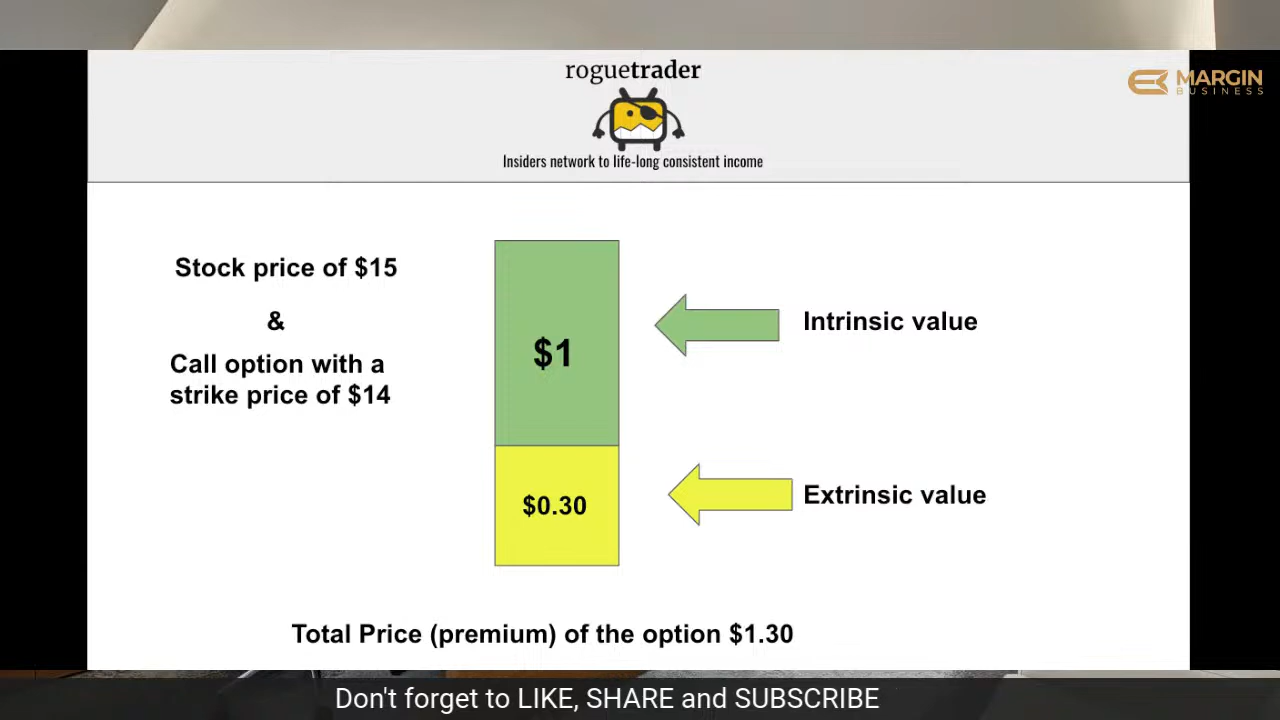 roguetrader
MARGIN
BUSINESS
Insiders network to life-long consistent income
Stock price of $15
&
Call option with a
strike price of $14
$1
Intrinsic value
$0.30
Extrinsic value
Total Price (premium) of the option $1.30
Don't forget to LIKE, SHARE and SUBSCRIBE